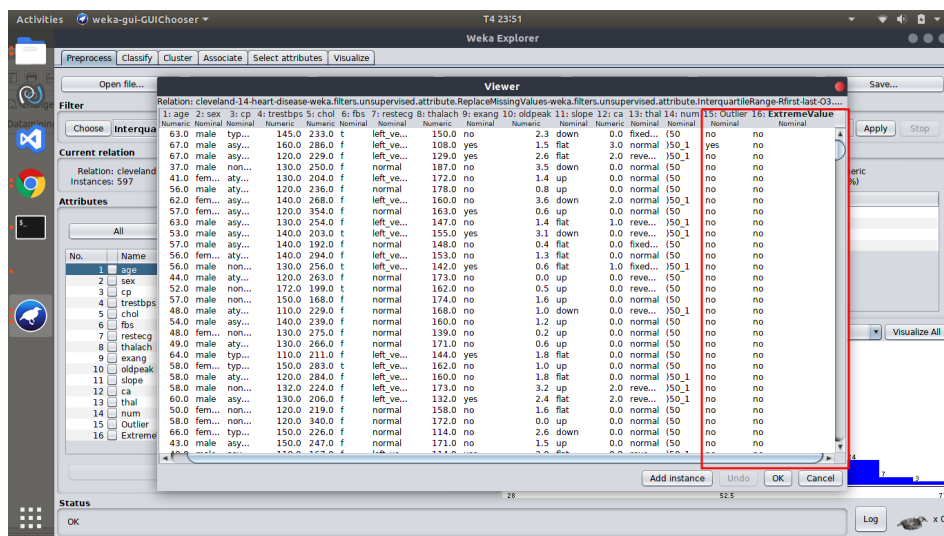 Activities weka-gui-GUIChooser T4 23:51
Weka Explorer
Preprocess Classify Cluster Associate Select attributes Visualize
Open file... Save...
Viewer
Relation: cleveland-14-heart-disease-weka.filters.unsupervised.attribute.ReplaceMissingValues-weka.filters.unsupervised.attribute.InterquartileRange-Rfirst-last-O3....
Filter
Choose Interqua Apply Stop
Current relation
Relation: cleveland
Instances: 597
Attributes
All
No. Name
1 age
2 sex
3 cp
4 trestbps
5 chol
6 fbs
7 restecg
8 thalach
9 exang
10 oldpeak
11 slope
12 ca
13 thal
14 num
15 Outlier
16 Extreme
1: age 2: sex 3: cp 4: trestbps 5: chol 6: fbs 7: restecg 8: thalach 9: exang 10: oldpeak 11: slope 12: ca 13: thal 14: num 15: Outlier 16: ExtremeValue
Numeric Nominal Nominal Numeric Numeric Nominal Nominal Numeric Nominal Numeric Nominal Numeric Nominal Nominal Nominal Nominal
63.0 male typ... 145.0 233.0 t left_ve... 150.0 no 2.3 down 0.0 fixed... (50 no no
67.0 male asy... 160.0 286.0 f left_ve... 108.0 yes 1.5 flat 3.0 normal )50_1 yes no
67.0 male asy... 120.0 229.0 f left_ve... 129.0 yes 2.6 flat 2.0 reve... )50_1 no no
37.0 male non... 130.0 250.0 f normal 187.0 no 3.5 down 0.0 normal (50 no no
41.0 fem... aty... 130.0 204.0 f left_ve... 172.0 no 1.4 up 0.0 normal (50 no no
56.0 male aty... 120.0 236.0 f normal 178.0 no 0.8 up 0.0 normal (50 no no
62.0 fem... asy... 140.0 268.0 f left_ve... 160.0 no 3.6 down 2.0 normal )50_1 no no
57.0 fem... asy... 120.0 354.0 f normal 163.0 yes 0.6 up 0.0 normal (50 no no
63.0 male asy... 130.0 254.0 f left_ve... 147.0 no 1.4 flat 1.0 reve... )50_1 no no
53.0 male asy... 140.0 203.0 t left_ve... 155.0 yes 3.1 down 0.0 reve... )50_1 no no
57.0 male asy... 140.0 192.0 f normal 148.0 no 0.4 flat 0.0 fixed... (50 no no
56.0 fem... aty... 140.0 294.0 f left_ve... 153.0 no 1.3 flat 0.0 normal (50 no no
56.0 male non... 130.0 256.0 t left_ve... 142.0 yes 0.6 flat 1.0 fixed... )50_1 no no
44.0 male aty... 120.0 263.0 f normal 173.0 no 0.0 up 0.0 reve... (50 no no
52.0 male non... 172.0 199.0 t normal 162.0 no 0.5 up 0.0 reve... (50 no no
57.0 male non... 150.0 168.0 f normal 174.0 no 1.6 up 0.0 normal (50 no no
48.0 male aty... 110.0 229.0 f normal 168.0 no 1.0 down 0.0 reve... )50_1 no no
54.0 male asy... 140.0 239.0 f normal 160.0 no 1.2 up 0.0 normal (50 no no
48.0 fem... non... 130.0 275.0 f normal 139.0 no 0.2 up 0.0 normal (50 no no
49.0 male aty... 130.0 266.0 f normal 171.0 no 0.6 up 0.0 normal (50 no no
64.0 male typ... 110.0 211.0 f left_ve... 144.0 yes 1.8 flat 0.0 normal (50 no no
58.0 fem... typ... 150.0 283.0 t left_ve... 162.0 no 1.0 up 0.0 normal (50 no no
58.0 male aty... 120.0 284.0 f left_ve... 160.0 no 1.8 flat 0.0 normal )50_1 no no
58.0 male non... 132.0 224.0 f left_ve... 173.0 no 3.2 up 2.0 reve... )50_1 no no
60.0 male asy... 130.0 206.0 f left_ve... 132.0 yes 2.4 flat 2.0 reve... )50_1 no no
50.0 fem... non... 120.0 219.0 f normal 158.0 no 1.6 flat 0.0 normal (50 no no
58.0 fem... non... 120.0 340.0 f normal 172.0 no 0.0 up 0.0 normal (50 no no
66.0 fem... typ... 150.0 226.0 f normal 114.0 no 2.6 down 0.0 normal (50 no no
43.0 male asy... 150.0 247.0 f normal 171.0 no 1.5 up 0.0 normal (50 no no
Visualize All
Add instance Undo OK Cancel
28 52.5
7 3
Status
OK
Log x 0